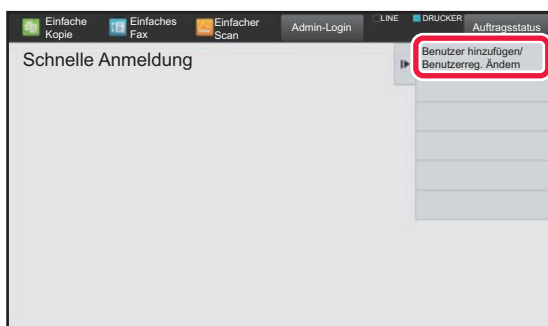 Einfache Kopie
Einfaches Fax
Einfacher Scan
Admin-Login
LINE
DRUCKER
Auftragsstatus
Schnelle Anmeldung
Benutzer hinzufügen/
Benutzerreg. Ändern